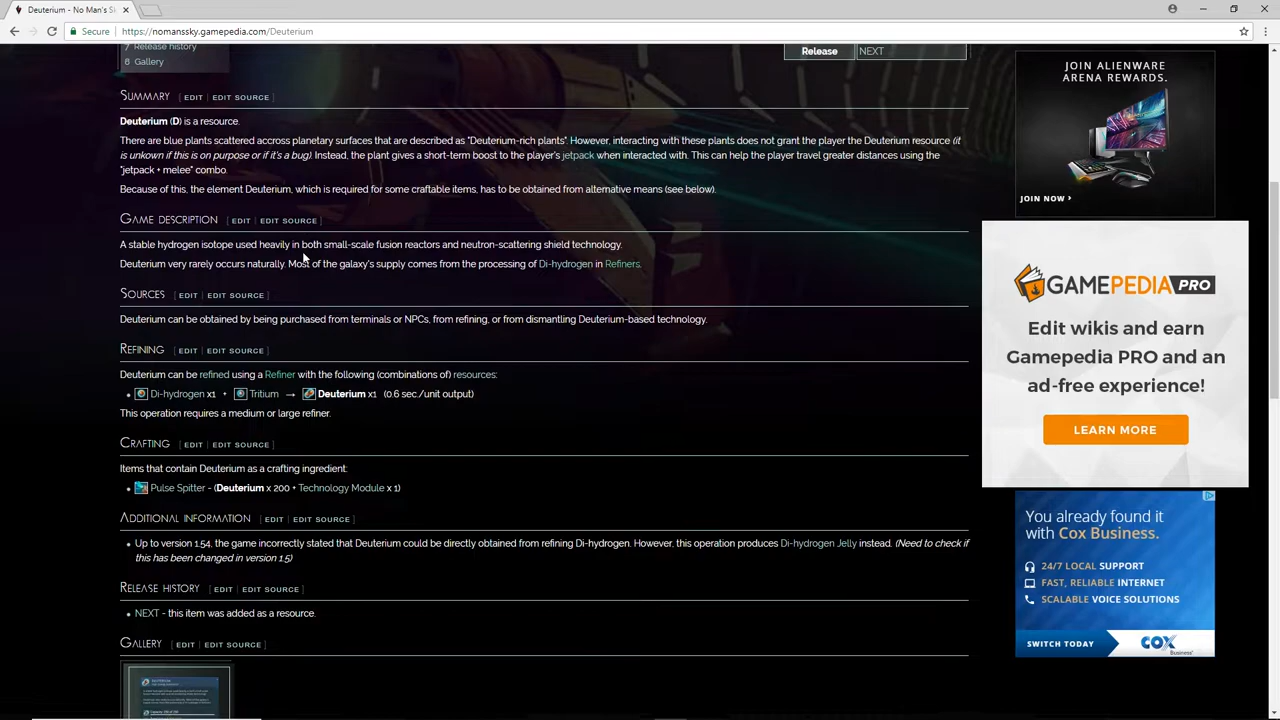 Deuterium - No Man's S
Secure | https://nomanssky.gamepedia.com/Deuterium
7 Release history
8 Gallery
Release NEXT
SUMMARY [ EDIT EDIT SOURCE ]
Deuterium (D) is a resource.
There are blue plants scattered accross planetary surfaces that are described as "Deuterium-rich plants". However, interacting with these plants does not grant the player the Deuterium resource (it
is unkown if this is on purpose or if it's a bug) Instead, the plant gives a short term boost to the player's jetpack when interacted with. This can help the player travel greater distances using the
"jetpack + melee" combo.
Because of this, the element Deuterium, which is required for some craftable items, has to be obtained from alternative means (see below).
GAME DESCRIPTION [ EDIT EDIT SOURCE ]
A stable hydrogen isotope used heavily in both small-scale fusion reactors and neutron-scattering shield technology.
Deuterium very rarely occurs naturally. Most of the galaxy's supply comes from the processing of Di-hydrogen in Refiners.
SOURCES [ EDIT EDIT SOURCE ]
Deuterium can be obtained by being purchased from terminals or NPCs, from refining, or from dismantling Deuterium-based technology.
REFINING [ EDIT EDIT SOURCE ]
Deuterium can be refined using a Refiner with the following (combinations of) resources:
• Di-hydrogen x1 + Tritium → Deuterium x1 (0.6 sec./unit output)
This operation requires a medium or large refiner.
CRAFTING [ EDIT EDIT SOURCE ]
Items that contain Deuterium as a crafting ingredient:
• Pulse Spitter - (Deuterium x 200 + Technology Module x 1)
ADDITIONAL INFORMATION [ EDIT EDIT SOURCE ]
• Up to version 1.54, the game incorrectly stated that Deuterium could be directly obtained from refining Di-hydrogen. However, this operation produces Di-hydrogen Jelly instead. (Need to check if
this has been changed in version 1.5)
RELEASE HISTORY [ EDIT EDIT SOURCE ]
• NEXT - this item was added as a resource.
GALLERY [ EDIT EDIT SOURCE ]
JOIN ALIENWARE
ARENA REWARDS.
JOIN NOW ›
GAMEPEDIA PRO
Edit wikis and earn
Gamepedia PRO and an
ad-free experience!
LEARN MORE
You already found it
with Cox Business.
24/7 LOCAL SUPPORT
FAST, RELIABLE INTERNET
SCALABLE VOICE SOLUTIONS
SWITCH TODAY
COX
Business